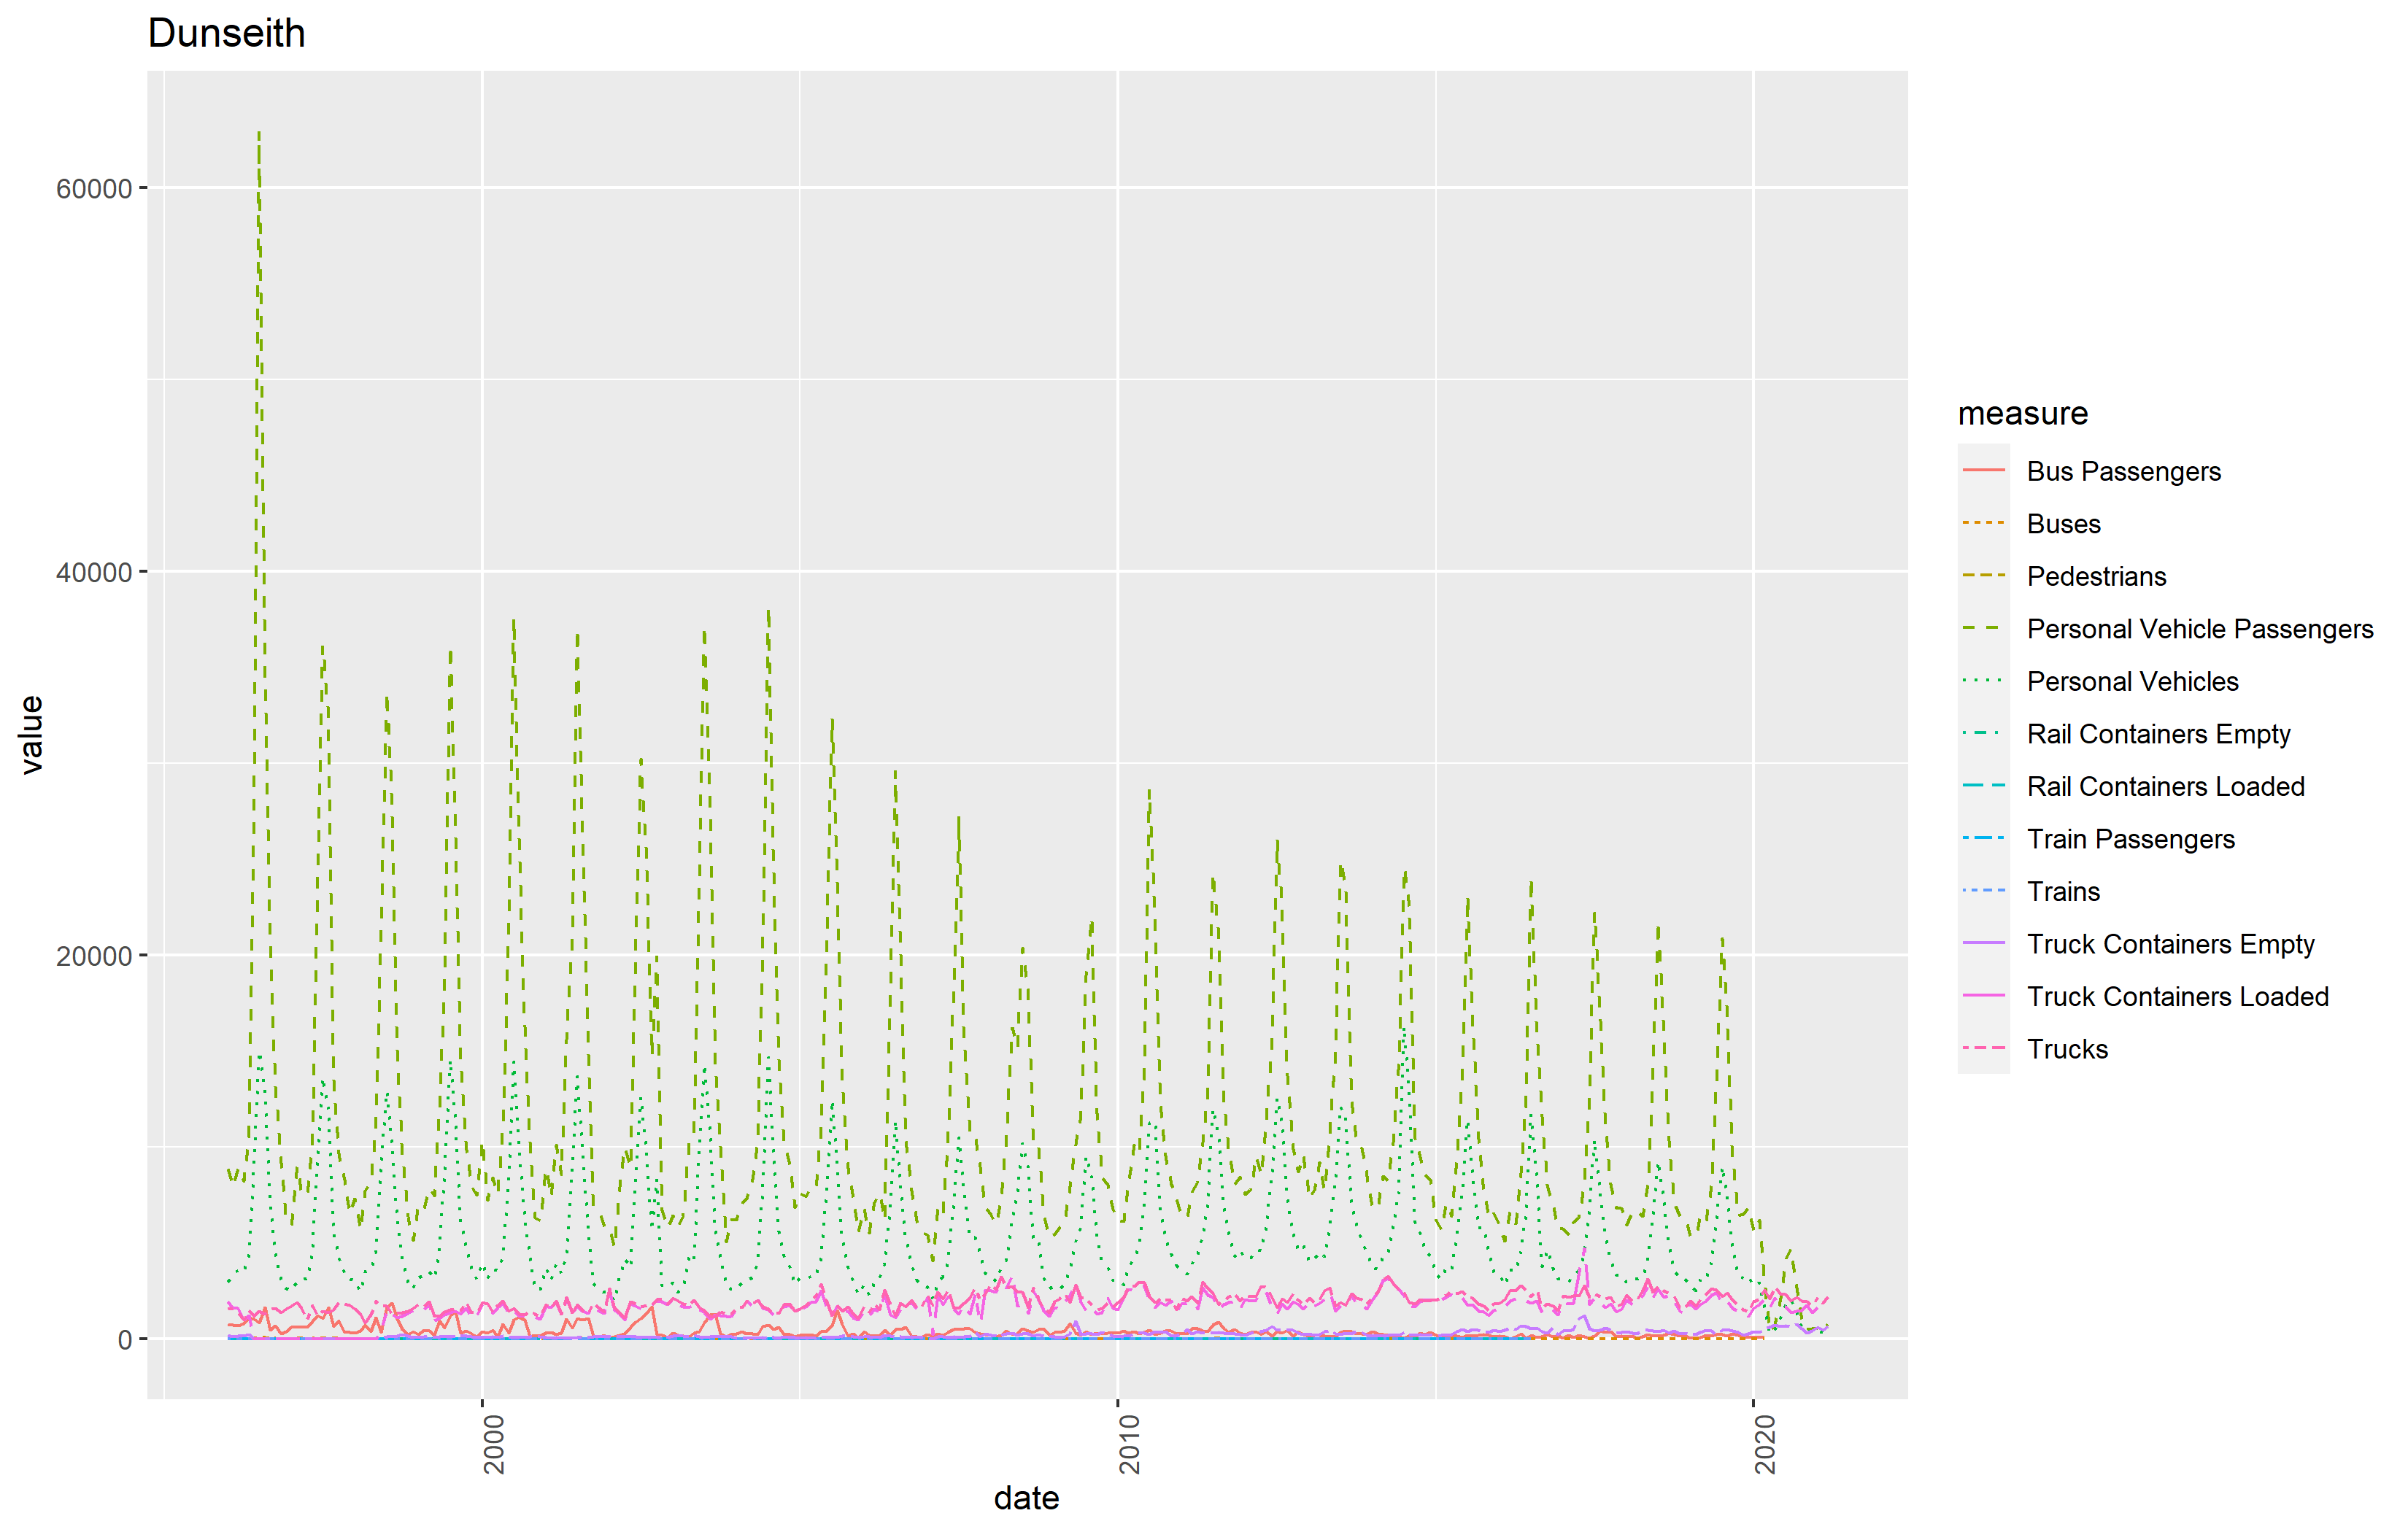 Dunseith
60000
40000
20000
0
value
2000
2010
2020
date
measure
Bus Passengers
Buses
Pedestrians
Personal Vehicle Passengers
Personal Vehicles
Rail Containers Empty
Rail Containers Loaded
Train Passengers
Trains
Truck Containers Empty
Truck Containers Loaded
Trucks